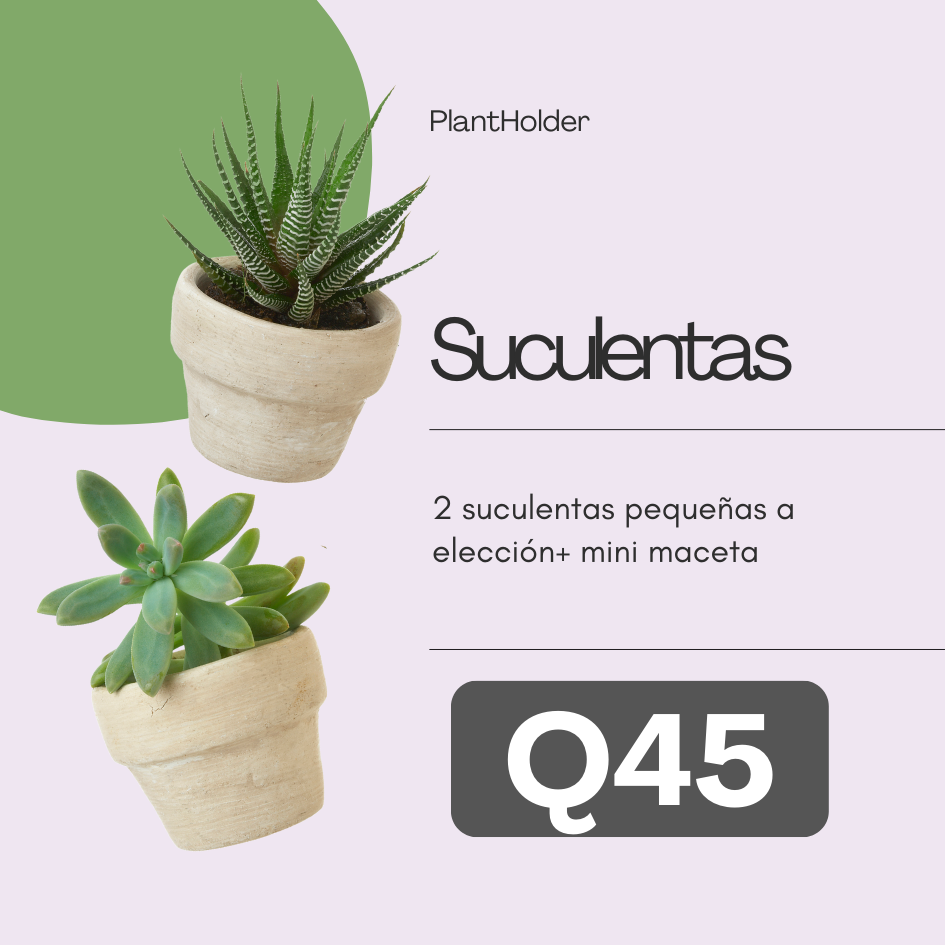 PlantHolder
Suculentas
2 suculentas pequeñas a
elección+ mini maceta
Q45